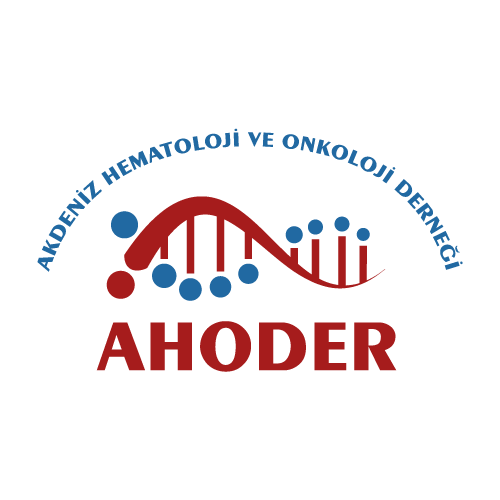 AKDENİZ HEMATOLOJİ VE ONKOLOJİ DERNEĞİ
AHODER